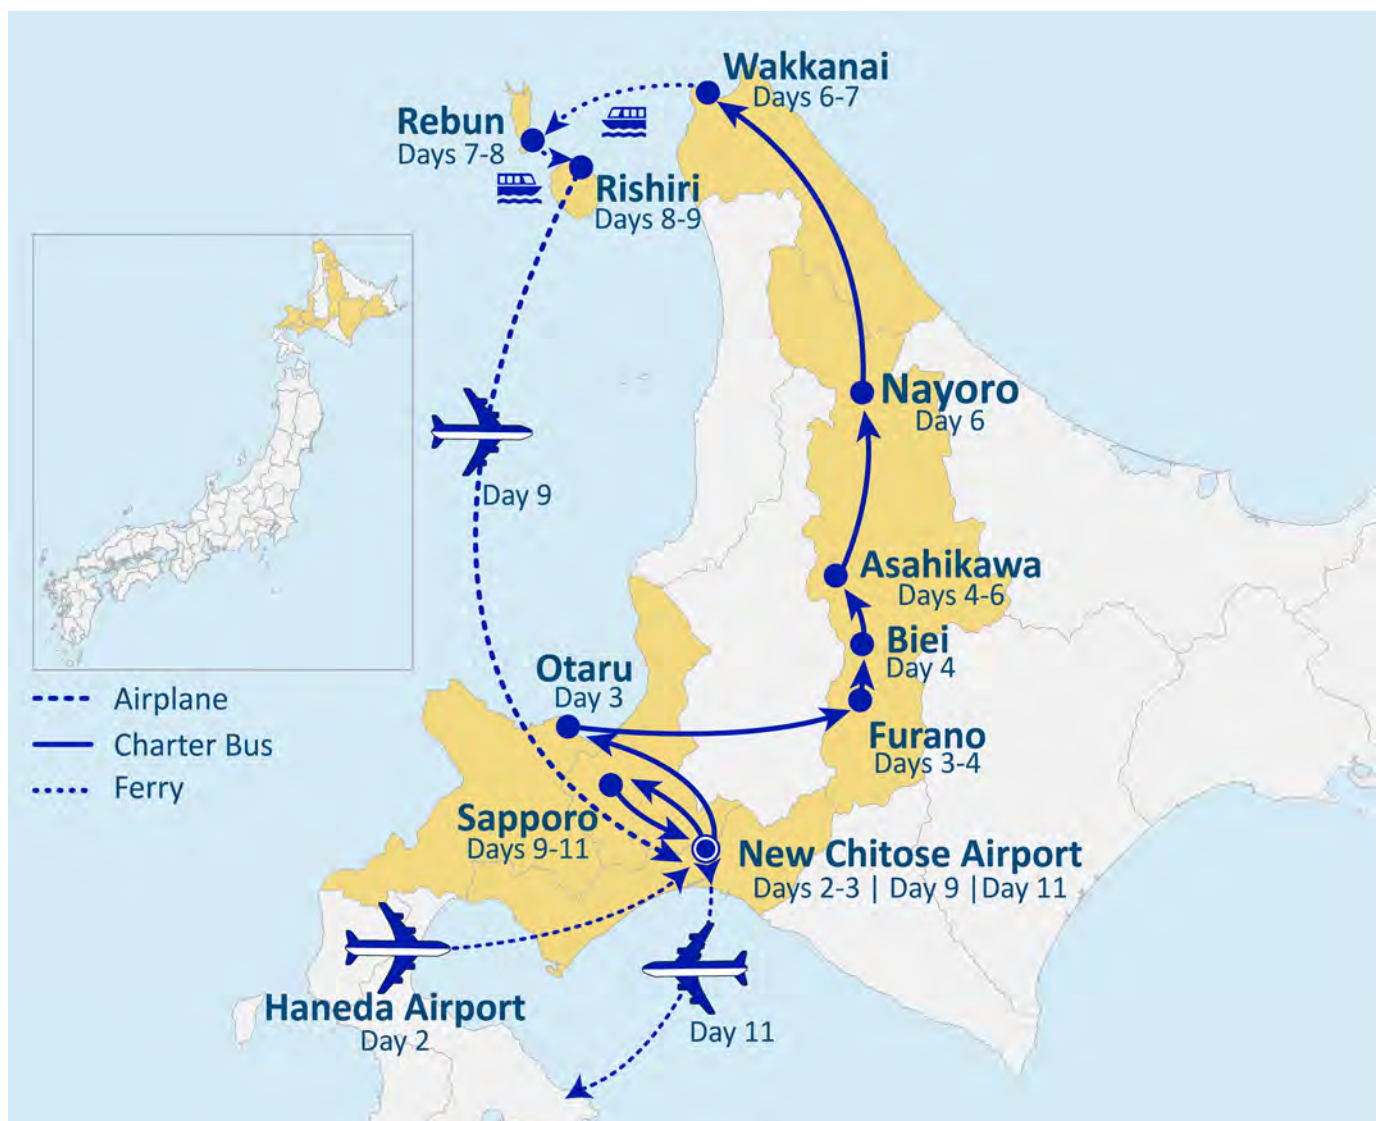 Wakkanai
Days 6-7
Rebun
Days 7-8
Rishiri
Days 8-9
Nayoro
Day 6
Day 9
Asahikawa
Days 4-6
Biei
Day 4
Otaru
Day 3
Furano
Days 3-4
Airplane
Charter Bus
Ferry
Sapporo
Days 9-11
New Chitose Airport
Days 2-3 | Day 9 |Day 11
Haneda Airport
Day 2
Day 11